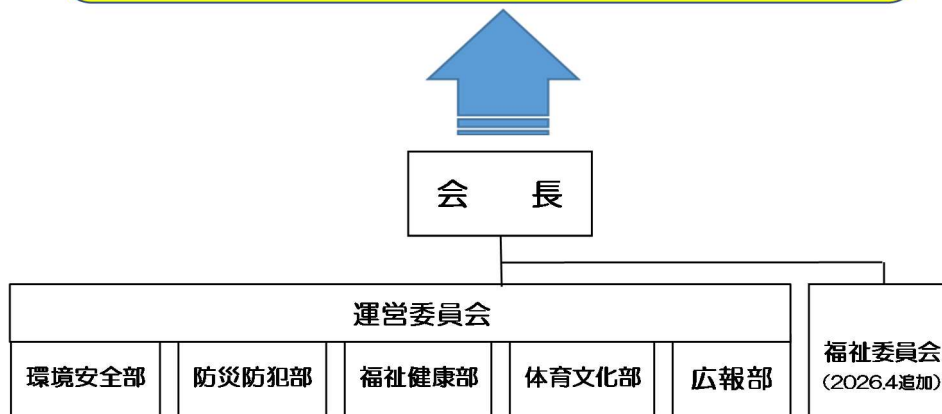 会　長
運営委員会
環境安全部
防災防犯部
福祉健康部
体育文化部
広報部
福祉委員会
(2026.4追加)